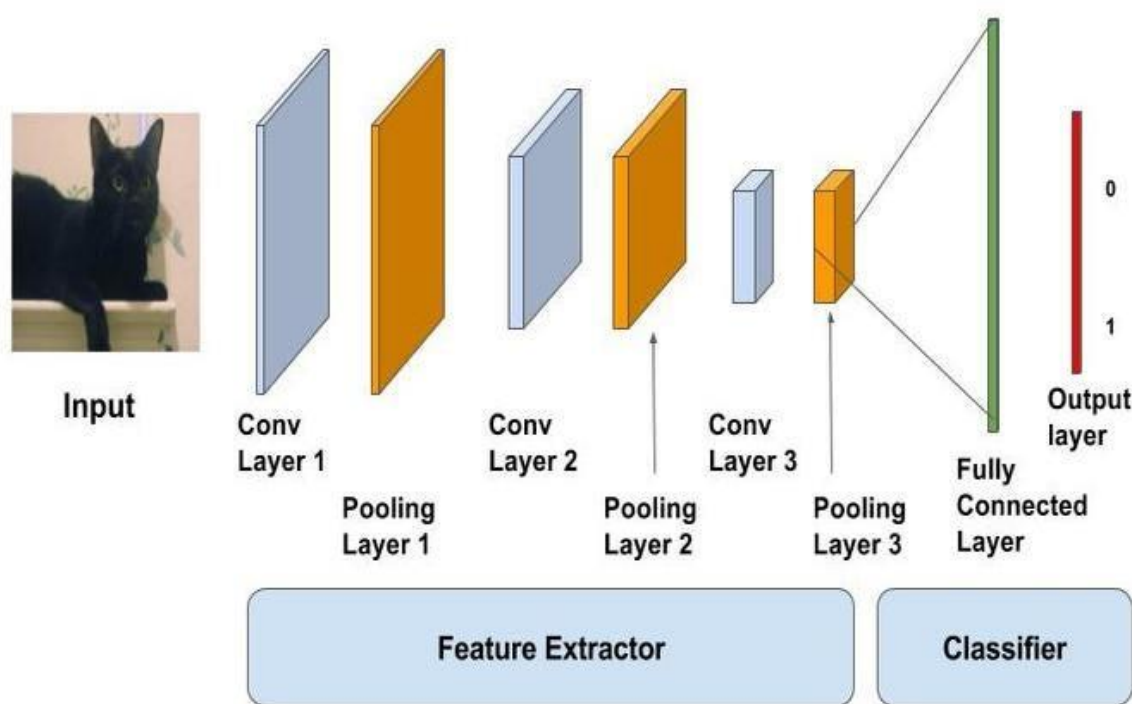 Input
Conv
Layer 1
Pooling
Layer 1
Conv
Layer 2
Pooling
Layer 2
Conv
Layer 3
Pooling
Layer 3
Fully
Connected
Layer
Output
layer
0
1
Feature Extractor
Classifier